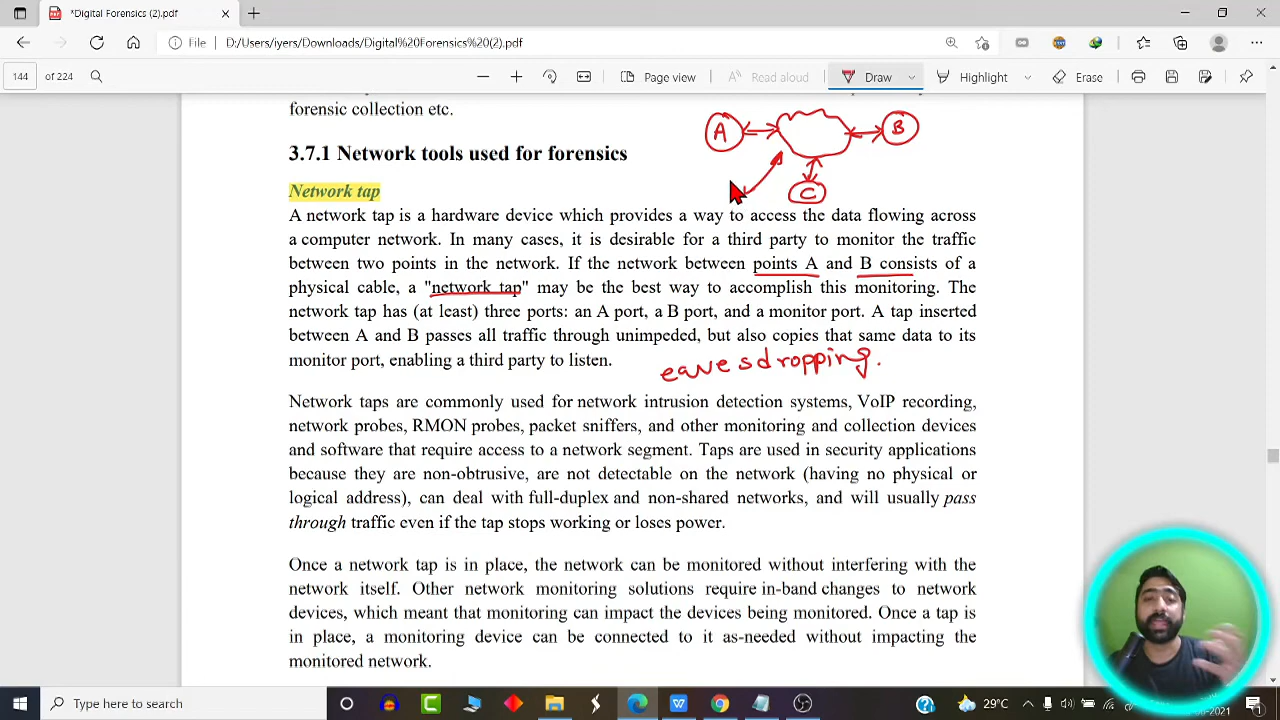 *Digital Forensics (2).pdf
File
D:/Users/iyers/Downloads/Digital%20Forensics%20(2).pdf
144
of 224
Page view
Read aloud
Draw
Highlight
Erase
forensic collection etc.
A
B
C
3.7.1 Network tools used for forensics
Network tap
A network tap is a hardware device which provides a way to access the data flowing across
a computer network. In many cases, it is desirable for a third party to monitor the traffic
between two points in the network. If the network between points A and B consists of a
physical cable, a "network tap" may be the best way to accomplish this monitoring. The
network tap has (at least) three ports: an A port, a B port, and a monitor port. A tap inserted
between A and B passes all traffic through unimpeded, but also copies that same data to its
monitor port, enabling a third party to listen.
eavesdropping.
Network taps are commonly used for network intrusion detection systems, VoIP recording,
network probes, RMON probes, packet sniffers, and other monitoring and collection devices
and software that require access to a network segment. Taps are used in security applications
because they are non-obtrusive, are not detectable on the network (having no physical or
logical address), can deal with full-duplex and non-shared networks, and will usually pass
through traffic even if the tap stops working or loses power.
Once a network tap is in place, the network can be monitored without interfering with the
network itself. Other network monitoring solutions require in-band changes to network
devices, which meant that monitoring can impact the devices being monitored. Once a tap is
in place, a monitoring device can be connected to it as-needed without impacting the
monitored network.
Type here to search
29°C